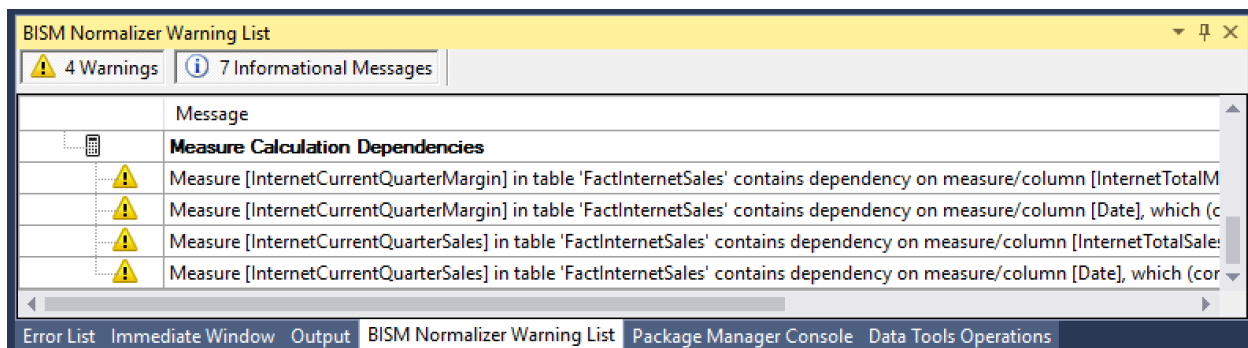 BISM Normalizer Warning List
4 Warnings 7 Informational Messages
Message
Measure Calculation Dependencies
Measure [InternetCurrentQuarterMargin] in table 'FactInternetSales' contains dependency on measure/column [InternetTotalM
Measure [InternetCurrentQuarterMargin] in table 'FactInternetSales' contains dependency on measure/column [Date], which (c
Measure [InternetCurrentQuarterSales] in table 'FactInternetSales' contains dependency on measure/column [InternetTotalSales
Measure [InternetCurrentQuarterSales] in table 'FactInternetSales' contains dependency on measure/column [Date], which (cor
Error List Immediate Window Output BISM Normalizer Warning List Package Manager Console Data Tools Operations